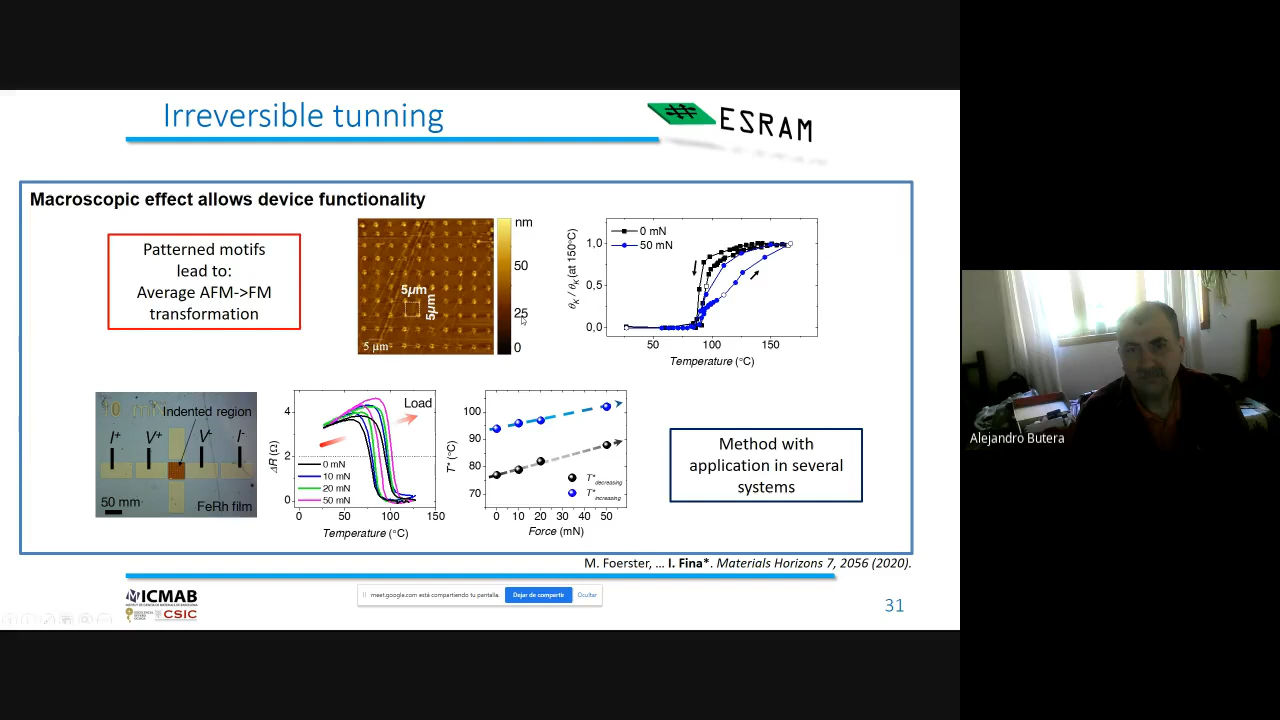 Irreversible tunning
ESRAM
Macroscopic effect allows device functionality
Patterned motifs
lead to:
Average AFM->FM
transformation
nm
50
25
0
5µm
5µm
5 µm
0 mN
50 mN
1,0
0,5
0,0
θK / θK (at 150°C)
50 100 150
Temperature (°C)
Indented region
I+ V+ V- I-
50 mm
FeRh film
Load
4
2
0
ΔR (Ω)
0 mN
10 mN
20 mN
50 mN
0 50 100 150
Temperature (°C)
100
90
80
70
T* (°C)
T*decreasing
T*increasing
0 10 20 30 40 50
Force (mN)
Method with
application in several
systems
M. Foerster, … I. Fina*. Materials Horizons 7, 2056 (2020).
ICMAB
CSIC
meet.google.com está compartiendo tu pantalla.
Dejar de compartir
Ocultar
31
Alejandro Butera